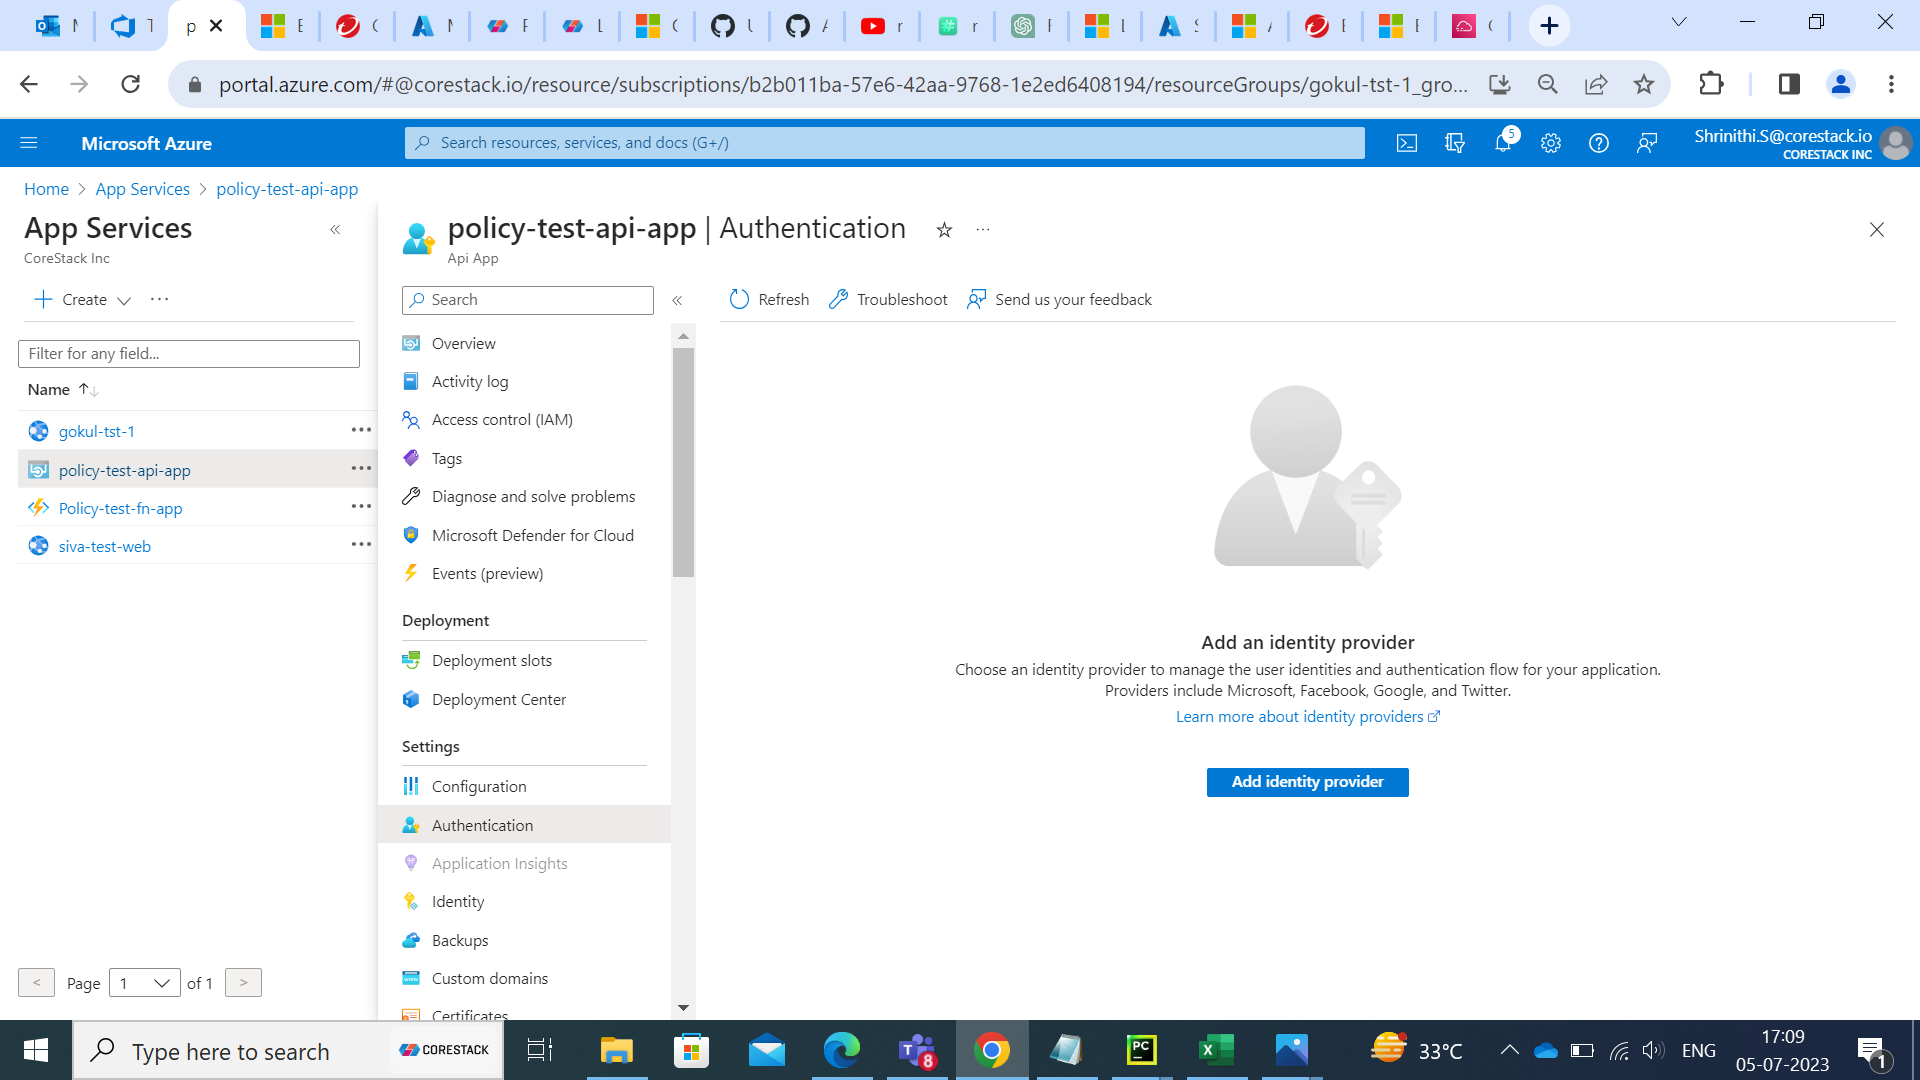 N
T
p
E
C
N
F
L
C
U
A
r
r
F
L
S
A
E
E
C
portal.azure.com/#@corestack.io/resource/subscriptions/b2b011ba-57e6-42aa-9768-1e2ed6408194/resourceGroups/gokul-tst-1_gro...
Microsoft Azure
Search resources, services, and docs (G+/)
5
Shrinithi.S@corestack.io
CORESTACK INC
Home > App Services > policy-test-api-app
App Services
CoreStack Inc
Create
Filter for any field...
Name
gokul-tst-1
policy-test-api-app
Policy-test-fn-app
siva-test-web
< Page 1 of 1 >
policy-test-api-app | Authentication
Api App
Search
Overview
Activity log
Access control (IAM)
Tags
Diagnose and solve problems
Microsoft Defender for Cloud
Events (preview)
Deployment
Deployment slots
Deployment Center
Settings
Configuration
Authentication
Application Insights
Identity
Backups
Custom domains
Certificates
Refresh
Troubleshoot
Send us your feedback
Add an identity provider
Choose an identity provider to manage the user identities and authentication flow for your application.
Providers include Microsoft, Facebook, Google, and Twitter.
Learn more about identity providers
Add identity provider
Type here to search
CORESTACK
8
PC
33°C
ENG
17:09
05-07-2023
1